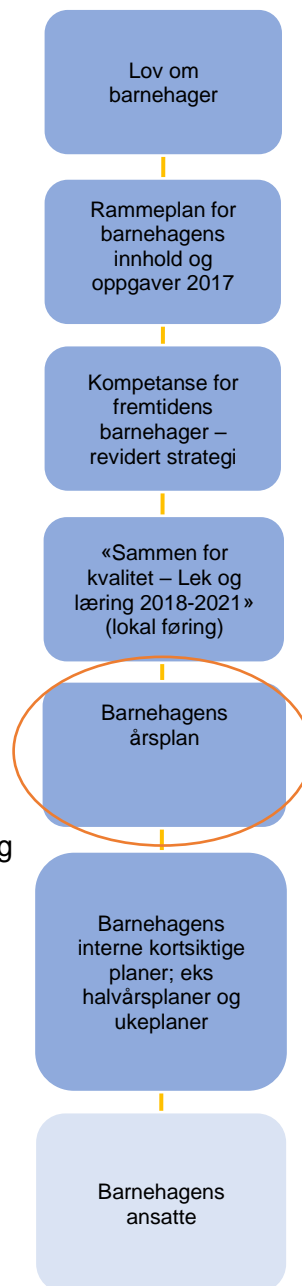 Lov om
barnehager
Rammeplan for
barnehagens
innhold og
oppgaver 2017
Kompetanse for
fremtidens
barnehager –
revidert strategi
«Sammen for
kvalitet – Lek og
læring 2018-2021»
(lokal føring)
Barnehagens
årsplan
g
Barnehagens
interne kortsiktige
planer; eks
halvårsplaner og
ukeplaner
Barnehagens
ansatte